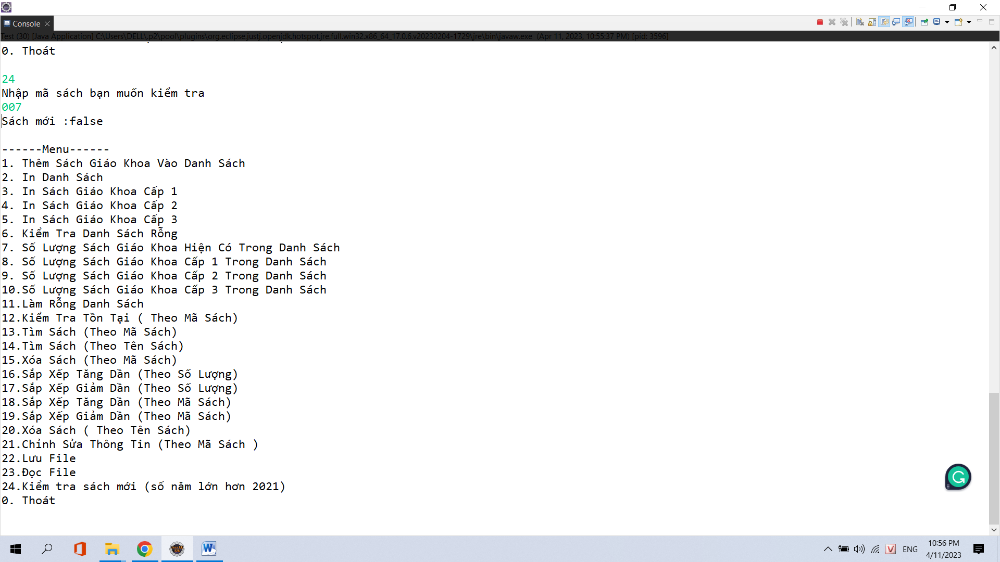 Console
Test (30) [Java Application] C:\Users\DELL\.p2\pool\plugins\org.eclipse.justj.openjdk.hotspot.jre.full.win32.x86_64_17.0.6.v20230204-1729\jre\bin\javaw.exe (Apr 11, 2023, 10:55:37 PM) [pid: 3596]
0. Thoát
24
Nhập mã sách bạn muốn kiểm tra
007
Sách mới :false
------Menu------
1. Thêm Sách Giáo Khoa Vào Danh Sách
2. In Danh Sách
3. In Sách Giáo Khoa Cấp 1
4. In Sách Giáo Khoa Cấp 2
5. In Sách Giáo Khoa Cấp 3
6. Kiểm Tra Danh Sách Rỗng
7. Số Lượng Sách Giáo Khoa Hiện Có Trong Danh Sách
8. Số Lượng Sách Giáo Khoa Cấp 1 Trong Danh Sách
9. Số Lượng Sách Giáo Khoa Cấp 2 Trong Danh Sách
10.Số Lượng Sách Giáo Khoa Cấp 3 Trong Danh Sách
11.Làm Rỗng Danh Sách
12.Kiểm Tra Tồn Tại ( Theo Mã Sách)
13.Tìm Sách (Theo Mã Sách)
14.Tìm Sách (Theo Tên Sách)
15.Xóa Sách (Theo Mã Sách)
16.Sắp Xếp Tăng Dần (Theo Số Lượng)
17.Sắp Xếp Giảm Dần (Theo Số Lượng)
18.Sắp Xếp Tăng Dần (Theo Mã Sách)
19.Sắp Xếp Giảm Dần (Theo Mã Sách)
20.Xóa Sách ( Theo Tên Sách)
21.Chỉnh Sửa Thông Tin (Theo Mã Sách )
22.Lưu File
23.Đọc File
24.Kiểm tra sách mới (số năm lớn hơn 2021)
0. Thoát
ENG
10:56 PM
4/11/2023